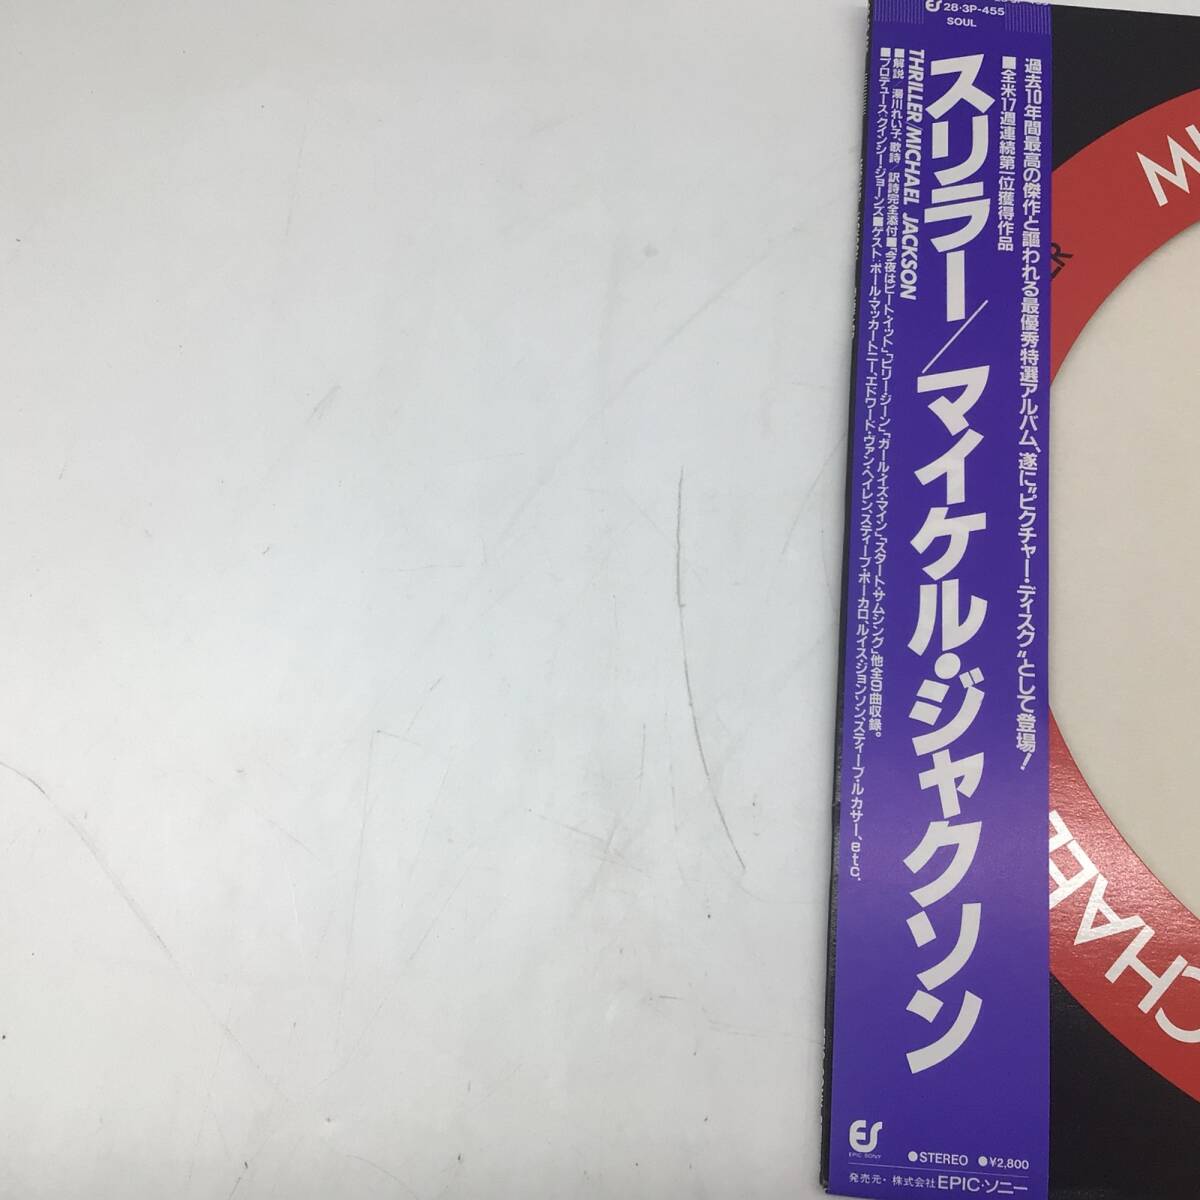 28・3P-455
SOUL
過去10年間最高の傑作と謳われる最優秀特選アルバム、遂に"ピクチャー・ディスク"として登場!
■全米17週連続第一位獲得作品
スリラー/マイケル・ジャクソン
THRILLER/MICHAEL JACKSON
■解説/湯川れい子、歌詩/訳詩完全添付■「今夜はビート・イット」「ビリー・ジーン」「ガール・イズ・マイン」「スタート・サムシング」他全9曲収録。
■プロデュース:クインシー・ジョーンズ■ゲスト:ポール・マッカートニー、エドワード・ヴァン・ヘイレン、スティーブ・ポーカロ、ルイス・ジョンソン、スティーブ・ルカサー、etc.
ES
EPIC SONY
●STEREO ●¥2,800
発売元・株式会社EPIC・ソニー
MI
ER
CHAEL